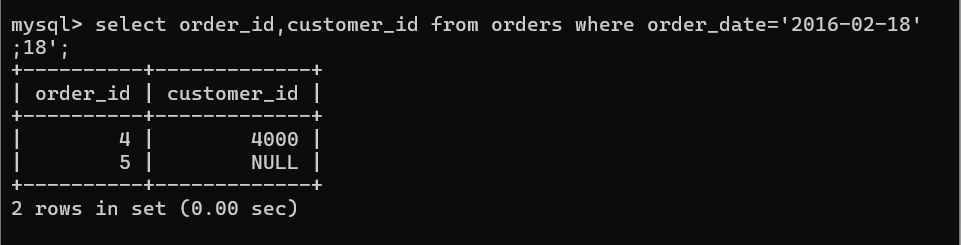 mysql> select order_id,customer_id from orders where order_date='2016-02-18'
;18';
+----------+-------------+
| order_id | customer_id |
+----------+-------------+
|        4 |        4000 |
|        5 |        NULL |
+----------+-------------+
2 rows in set (0.00 sec)